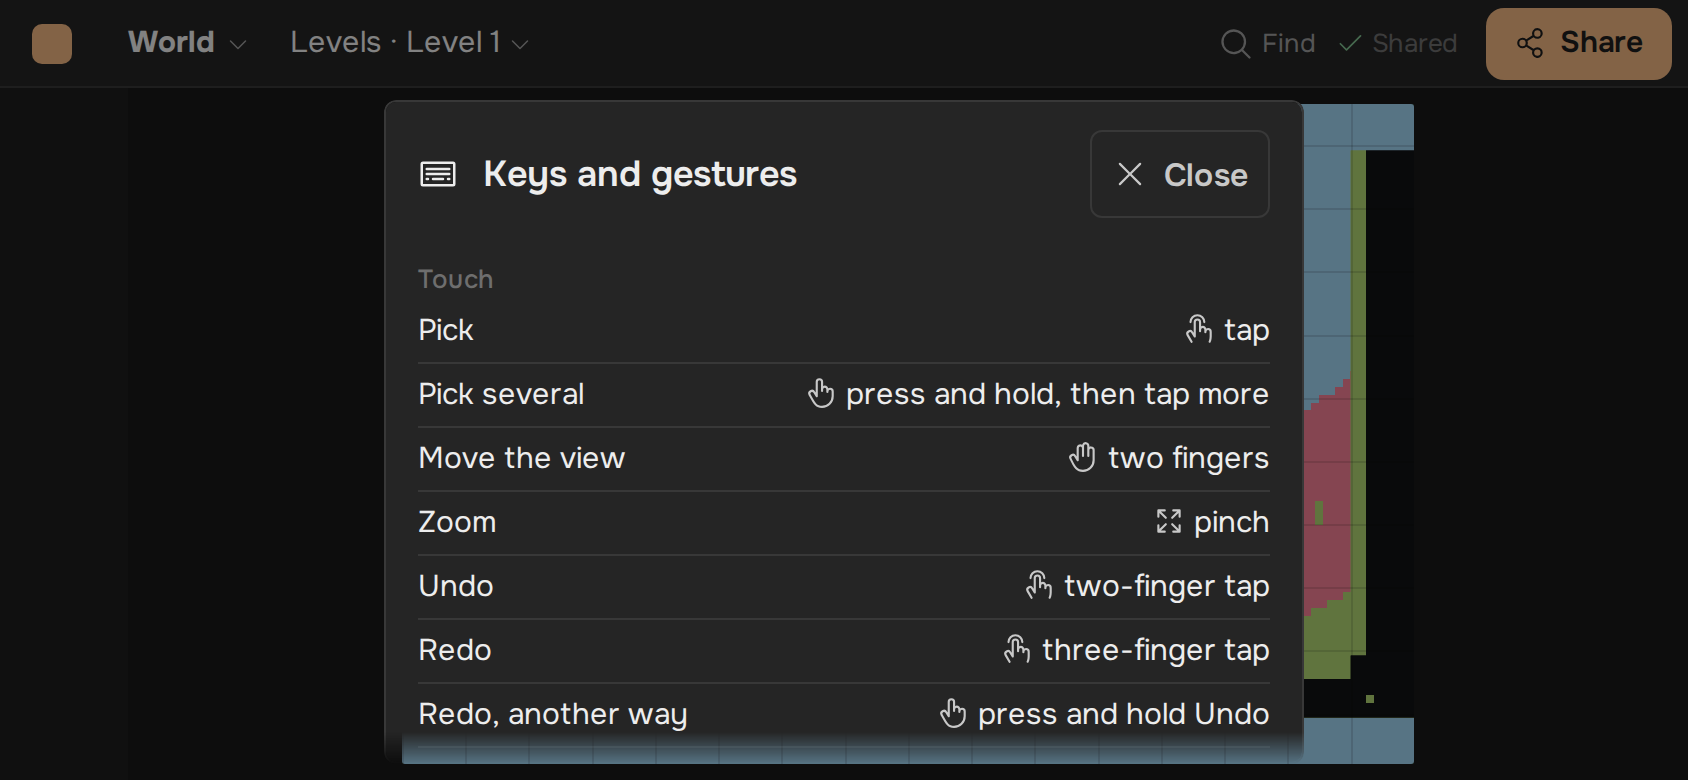 World
Levels · Level 1
Find
Shared
Share
Keys and gestures
Close
Touch
Pick
tap
Pick several
press and hold, then tap more
Move the view
two fingers
Zoom
pinch
Undo
two-finger tap
Redo
three-finger tap
Redo, another way
press and hold Undo